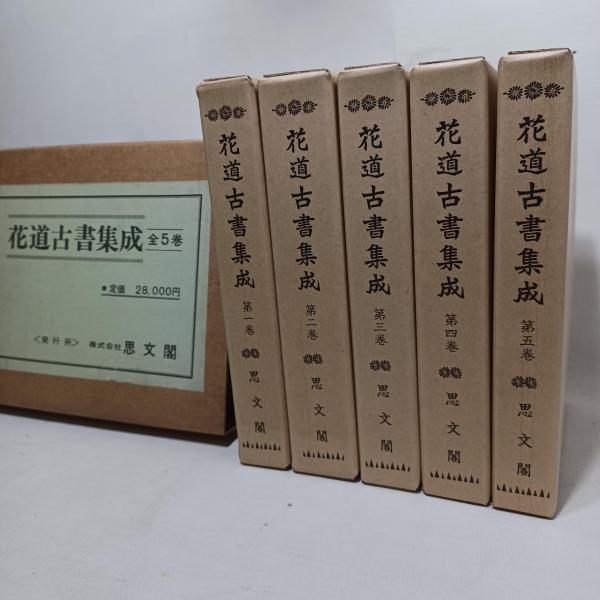 花道古書集成 全5巻
■定価 28,000円
〈発行所〉 株式会社 思文閣
花道古書集成 第一巻 思文閣
花道古書集成 第二巻 思文閣
花道古書集成 第三巻 思文閣
花道古書集成 第四巻 思文閣
花道古書集成 第五巻 思文閣